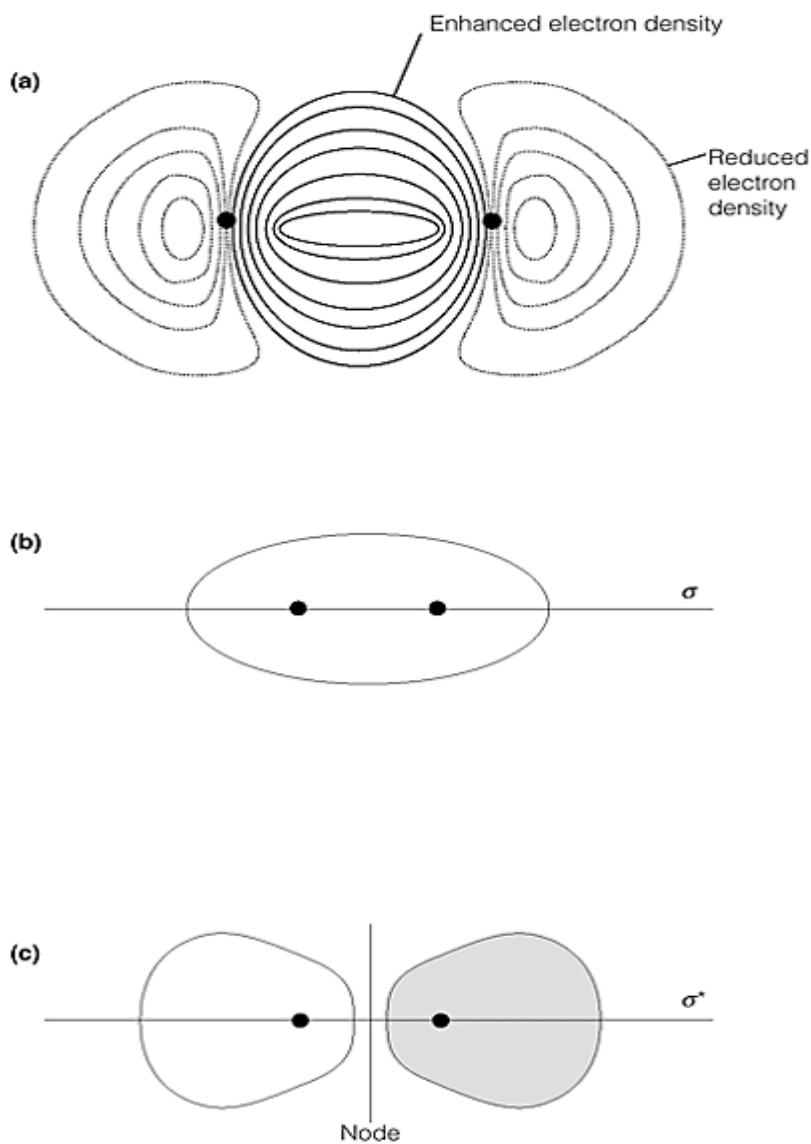 Enhanced electron density
(a)
Reduced
electron
density
(b)
σ
(c)
σ*
Node